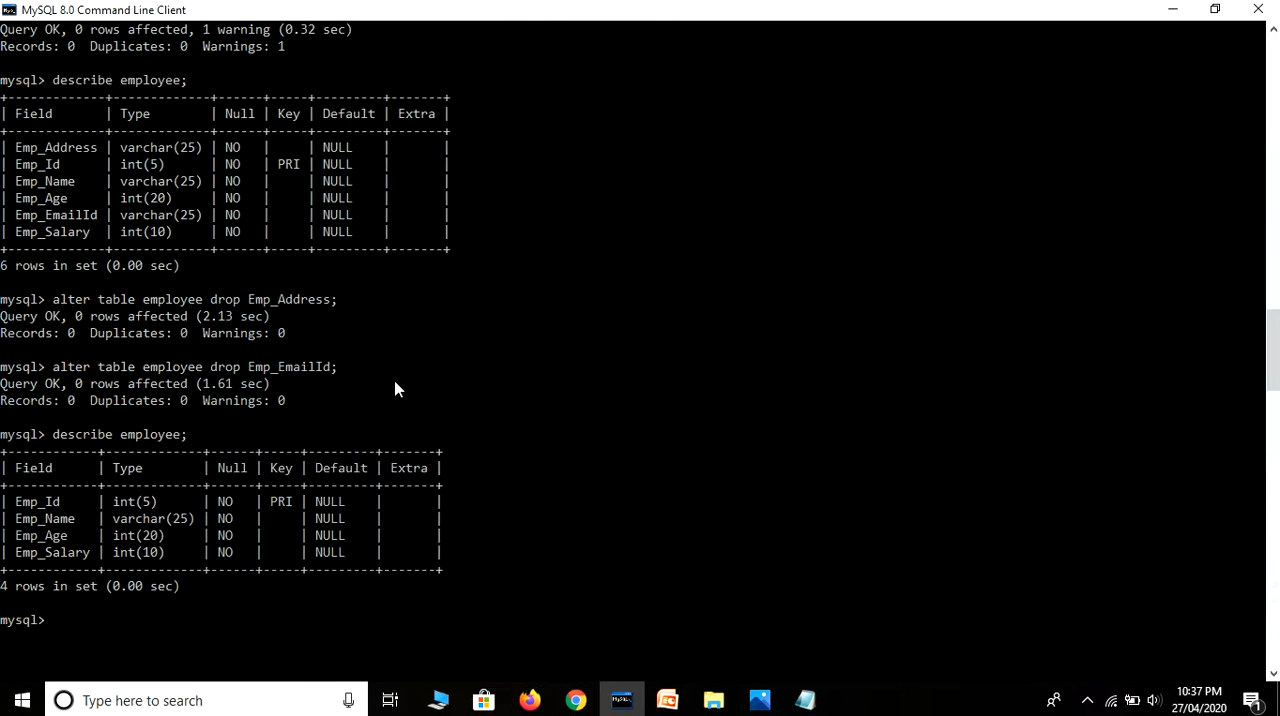 MySQL 8.0 Command Line Client
Query OK, 0 rows affected, 1 warning (0.32 sec)
Records: 0  Duplicates: 0  Warnings: 1
mysql> describe employee;
+-------------+-------------+------+-----+---------+-------+
| Field       | Type        | Null | Key | Default | Extra |
+-------------+-------------+------+-----+---------+-------+
| Emp_Address | varchar(25) | NO   |     | NULL    |       |
| Emp_Id      | int(5)      | NO   | PRI | NULL    |       |
| Emp_Name    | varchar(25) | NO   |     | NULL    |       |
| Emp_Age     | int(20)     | NO   |     | NULL    |       |
| Emp_EmailId | varchar(25) | NO   |     | NULL    |       |
| Emp_Salary  | int(10)     | NO   |     | NULL    |       |
+-------------+-------------+------+-----+---------+-------+
6 rows in set (0.00 sec)
mysql> alter table employee drop Emp_Address;
Query OK, 0 rows affected (2.13 sec)
Records: 0  Duplicates: 0  Warnings: 0
mysql> alter table employee drop Emp_EmailId;
Query OK, 0 rows affected (1.61 sec)
Records: 0  Duplicates: 0  Warnings: 0
mysql> describe employee;
+------------+-------------+------+-----+---------+-------+
| Field      | Type        | Null | Key | Default | Extra |
+------------+-------------+------+-----+---------+-------+
| Emp_Id     | int(5)      | NO   | PRI | NULL    |       |
| Emp_Name   | varchar(25) | NO   |     | NULL    |       |
| Emp_Age    | int(20)     | NO   |     | NULL    |       |
| Emp_Salary | int(10)     | NO   |     | NULL    |       |
+------------+-------------+------+-----+---------+-------+
4 rows in set (0.00 sec)
mysql>
Type here to search
10:37 PM
27/04/2020
1